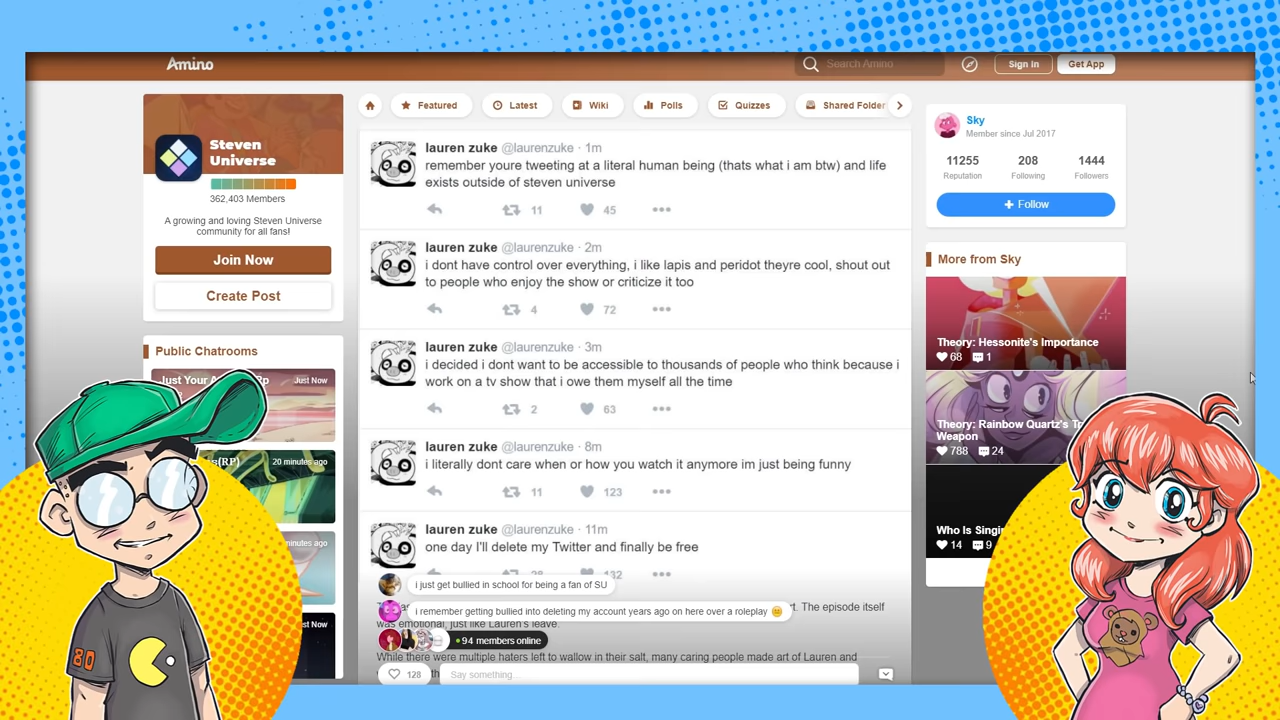 Amino
Search Amino
Sign In
Get App
Steven
Universe
362,403 Members
A growing and loving Steven Universe
community for all fans!
Join Now
Create Post
Public Chatrooms
Just Your
Just Now
(RP)
20 minutes ago
minutes ago
st Now
Featured
Latest
Wiki
Polls
Quizzes
Shared Folder
lauren zuke @laurenzuke · 1m
remember youre tweeting at a literal human being (thats what i am btw) and life
exists outside of steven universe
11
45
lauren zuke @laurenzuke · 2m
i dont have control over everything, i like lapis and peridot theyre cool, shout out
to people who enjoy the show or criticize it too
4
72
lauren zuke @laurenzuke · 3m
i decided i dont want to be accessible to thousands of people who think because i
work on a tv show that i owe them myself all the time
2
63
lauren zuke @laurenzuke · 8m
i literally dont care when or how you watch it anymore im just being funny
11
123
lauren zuke @laurenzuke · 11m
one day I'll delete my Twitter and finally be free
i just get bullied in school for being a fan of SU
i remember getting bullied into deleting my account years ago on here over a roleplay
The episode itself
was emotional, just like Lauren's leave.
94 members online
While there were multiple haters left to wallow in their salt, many caring people made art of Lauren and
128
Say something...
Sky
Member since Jul 2017
11255
208
1444
Reputation
Following
Followers
+ Follow
More from Sky
Theory: Hessonite's Importance
68
1
Theory: Rainbow Quartz's
Weapon
788
24
Who Is
14
9
80